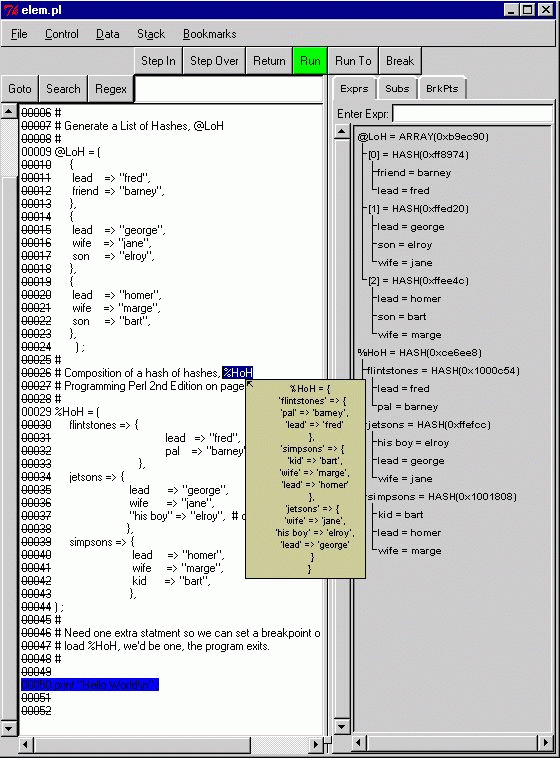 elem.pl
File Control Data Stack Bookmarks
Step In Step Over Return Run Run To Break
Goto Search Regex
Exprs Subs BrkPts
Enter Expr:
00006 #
00007 # Generate a List of Hashes, @LoH
00008 #
00009 @LoH = (
00010 {
00011 lead => "fred",
00012 friend => "barney",
00013 },
00014 {
00015 lead => "george",
00016 wife => "jane",
00017 son => "elroy",
00018 },
00019 {
00020 lead => "homer",
00021 wife => "marge",
00022 son => "bart",
00023 },
00024 ) ;
00025 #
00026 # Composition of a hash of hashes, %HoH
00027 # Programming Perl 2nd Edition on page
00028 #
00029 %HoH = (
00030 flintstones => {
00031 lead => "fred",
00032 pal => "barney"
00033 },
00034 jetsons => {
00035 lead => "george",
00036 wife => "jane",
00037 "his boy" => "elroy", #
00038 },
00039 simpsons => {
00040 lead => "homer",
00041 wife => "marge",
00042 kid => "bart",
00043 },
00044 ) ;
00045 #
00046 # Need one extra statment so we can set a breakpoint o
00047 # load %HoH, we'd be one, the program exits.
00048 #
00049
00050 print "Hello World\n" ;
00051
00052
%HoH = {
'flintstones' => {
'pal' => 'barney',
'lead' => 'fred'
},
'simpsons' => {
'kid' => 'bart',
'wife' => 'marge',
'lead' => 'homer'
},
'jetsons' => {
'wife' => 'jane',
'his boy' => 'elroy',
'lead' => 'george'
}
}
@LoH = ARRAY(0xb9ec90)
[0] = HASH(0xff8974)
friend = barney
lead = fred
[1] = HASH(0xffed20)
lead = george
son = elroy
wife = jane
[2] = HASH(0xffee4c)
lead = homer
son = bart
wife = marge
%HoH = HASH(0xce6ee8)
flintstones = HASH(0x1000c54)
lead = fred
pal = barney
jetsons = HASH(0xffefcc)
his boy = elroy
lead = george
wife = jane
simpsons = HASH(0x1001808)
kid = bart
lead = homer
wife = marge